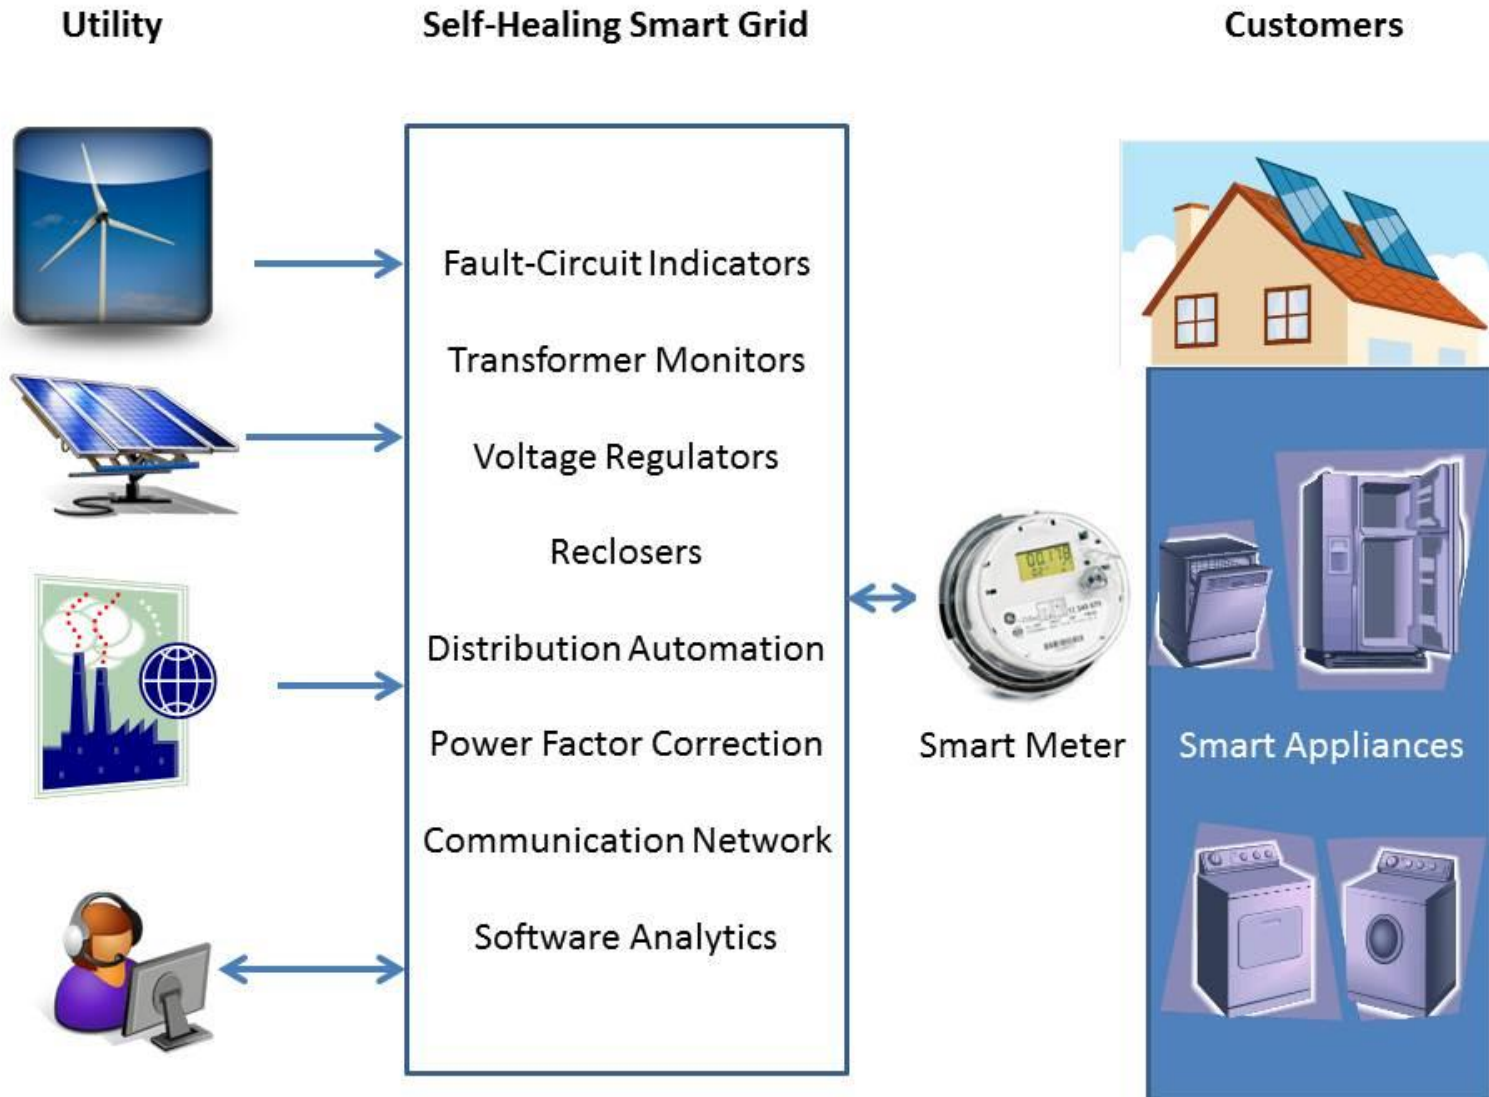 Utility
Self-Healing Smart Grid
Customers
Fault-Circuit Indicators
Transformer Monitors
Voltage Regulators
Reclosers
Distribution Automation
Power Factor Correction
Communication Network
Software Analytics
Smart Meter
Smart Appliances